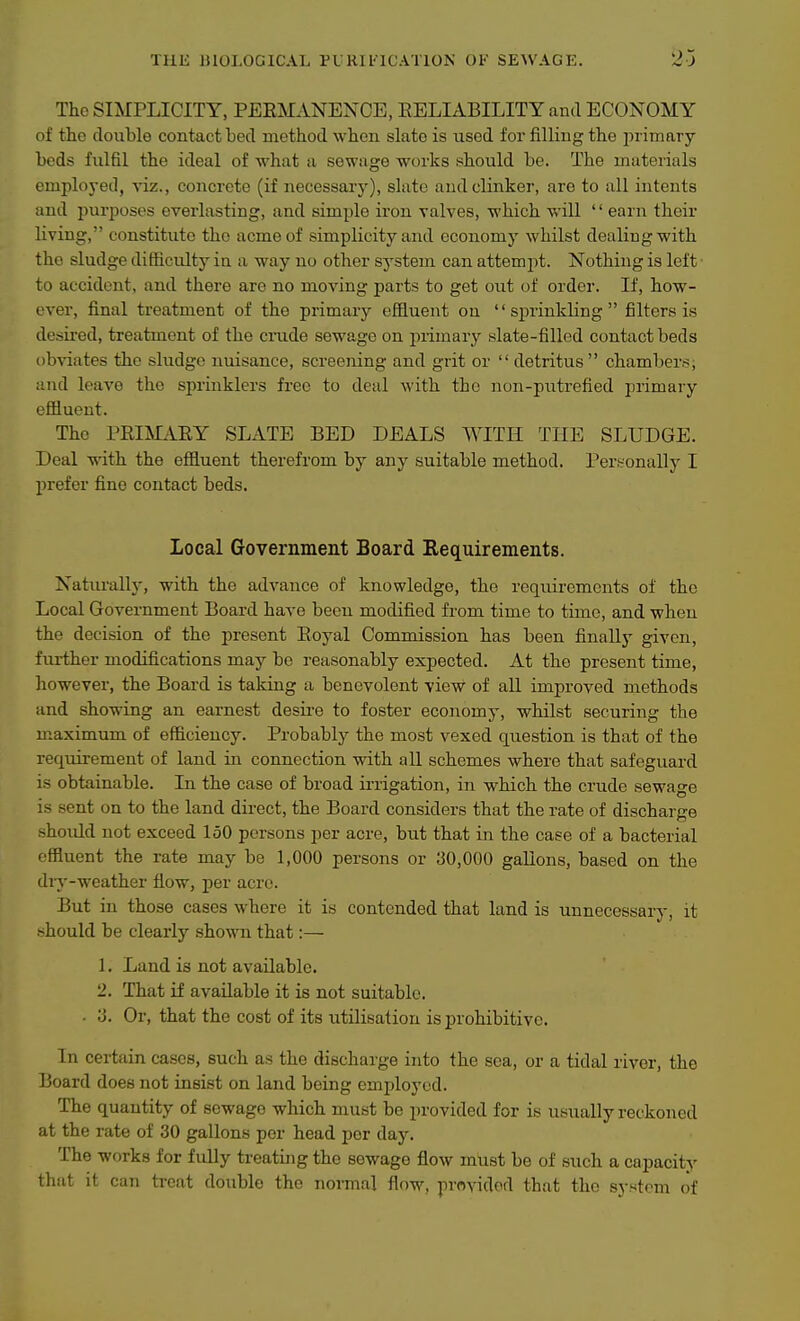 THE BIOLOGICAL PURIFICATION OF SEWAGE. 25
The SIMPLICITY, PERMANENCE, RELIABILITY and ECONOMY
of the double contact bed method when slate is used for filling the primary
beds fulfil the ideal of what a sewage works should be. The materials
employed, viz., concrete (if necessary), slate and clinker, are to all intents
and purposes everlasting, and simple iron valves, which will “earn their
living,” constitute the acme of simplicity and economy whilst dealing with
the sludge difficulty in a way no other system can attempt. Nothing is left
to accident, and there are no moving parts to get out of order. If, how-
ever, final treatment of the primary effluent on “sprinkling” filters is
desired, treatment of the crude sewage on primary slate-filled contact beds
obviates the sludge nuisance, screening and grit or “detritus” chambers,
and leave the sprinklers free to deal with the non-putrefied primary
effluent.
The PRIMARY SLATE BED DEALS WITH THE SLUDGE.
Deal with the effluent therefrom by any suitable method. Personally I
prefer fine contact beds.
Local Government Board Requirements.
Naturally, with the advance of knowledge, the requirements of the
Local Government Board have been modified from time to time, and when
the decision of the present Royal Commission has been finally given,
further modifications may be reasonably expected. At the present time,
however, the Board is taking a benevolent view of all improved methods
and showing an earnest desire to foster economy, whilst securing the
maximum of efficiency. Probably the most vexed question is that of the
requirement of land in connection with all schemes where that safeguard
is obtainable. In the case of broad irrigation, in which the crude sewage
is sent on to the land direct, the Board considers that the rate of discharge
should not exceed 150 persons per acre, but that in the case of a bacterial
effluent the rate may be 1,000 persons or 30,000 gallons, based on the
dry-weather flow, per acre.
But in those cases where it is contended that land is unnecessary, it
should be clearly shown that:—
1. Land is not available.
2. That if available it is not suitable.
3. Or, that the cost of its utilisation is prohibitive.
In certain cases, such as the discharge into the sea, or a tidal river, the
Board does not insist on land being employed.
The quantity of sewage which must be provided for is usually reckoned
at the rate of 30 gallons per head per day.
The works for fully treating the sewage flow must be of such a capacity
that it can treat double the normal flow, provided that the system of